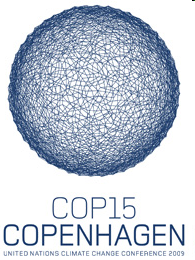 COP15
COPENHAGEN
UNITED NATIONS CLIMATE CHANGE CONFERENCE 2009